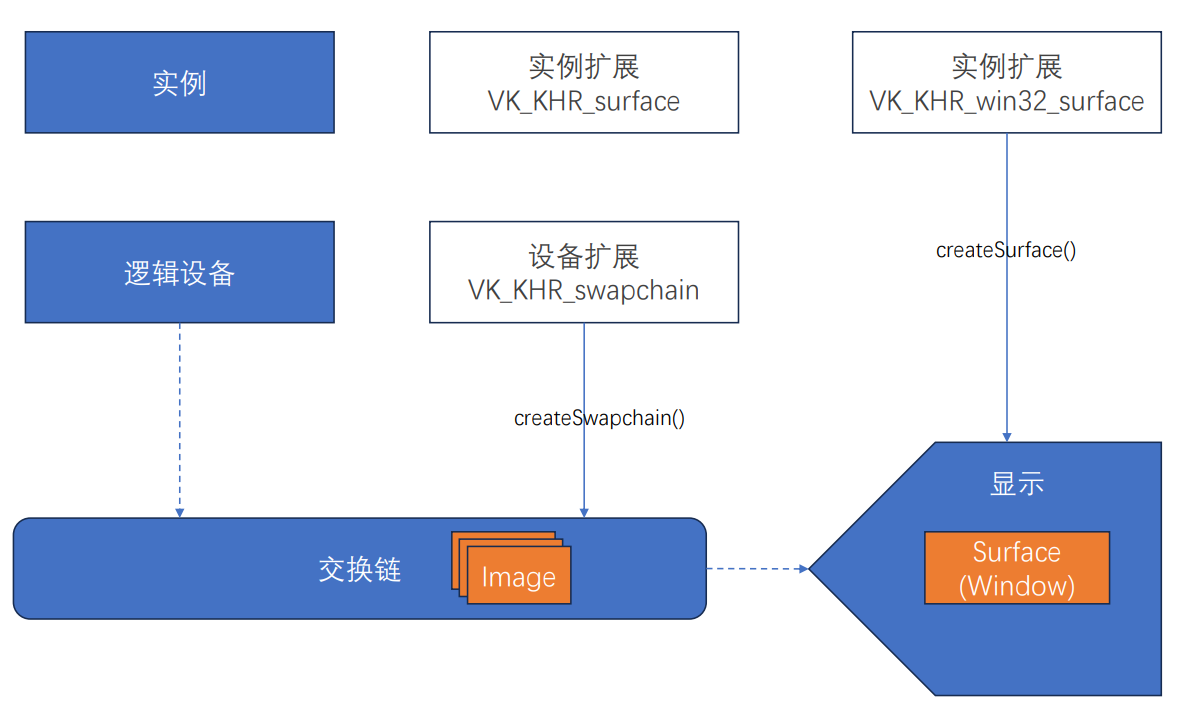 实例
实例扩展
VK_KHR_surface
实例扩展
VK_KHR_win32_surface
逻辑设备
设备扩展
VK_KHR_swapchain
createSurface()
createSwapchain()
交换链
Image
显示
Surface
(Window)